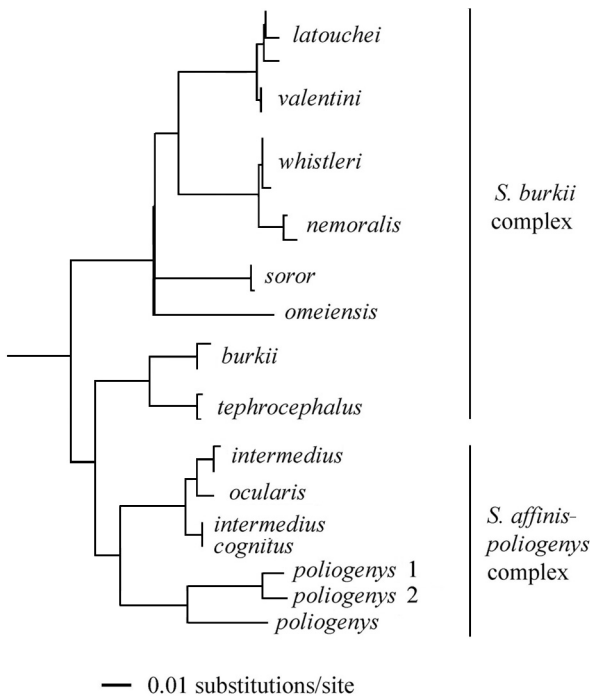 latouchei
valentini
whistleri
nemoralis
soror
omeiensis
burkii
tephrocephalus
intermedius
ocularis
intermedius
cognitus
poliogenys 1
poliogenys 2
poliogenys
S. burkii
complex
S. affinis-
poliogenys
complex
0.01 substitutions/site